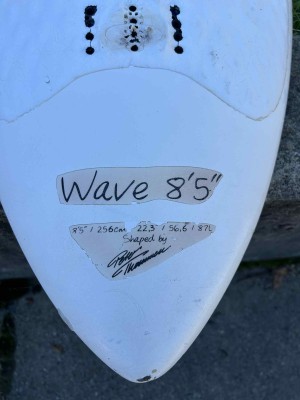 Wave 8'5"
8'5" / 256cm / 22,3" / 56,6 / 87L
Shaped by